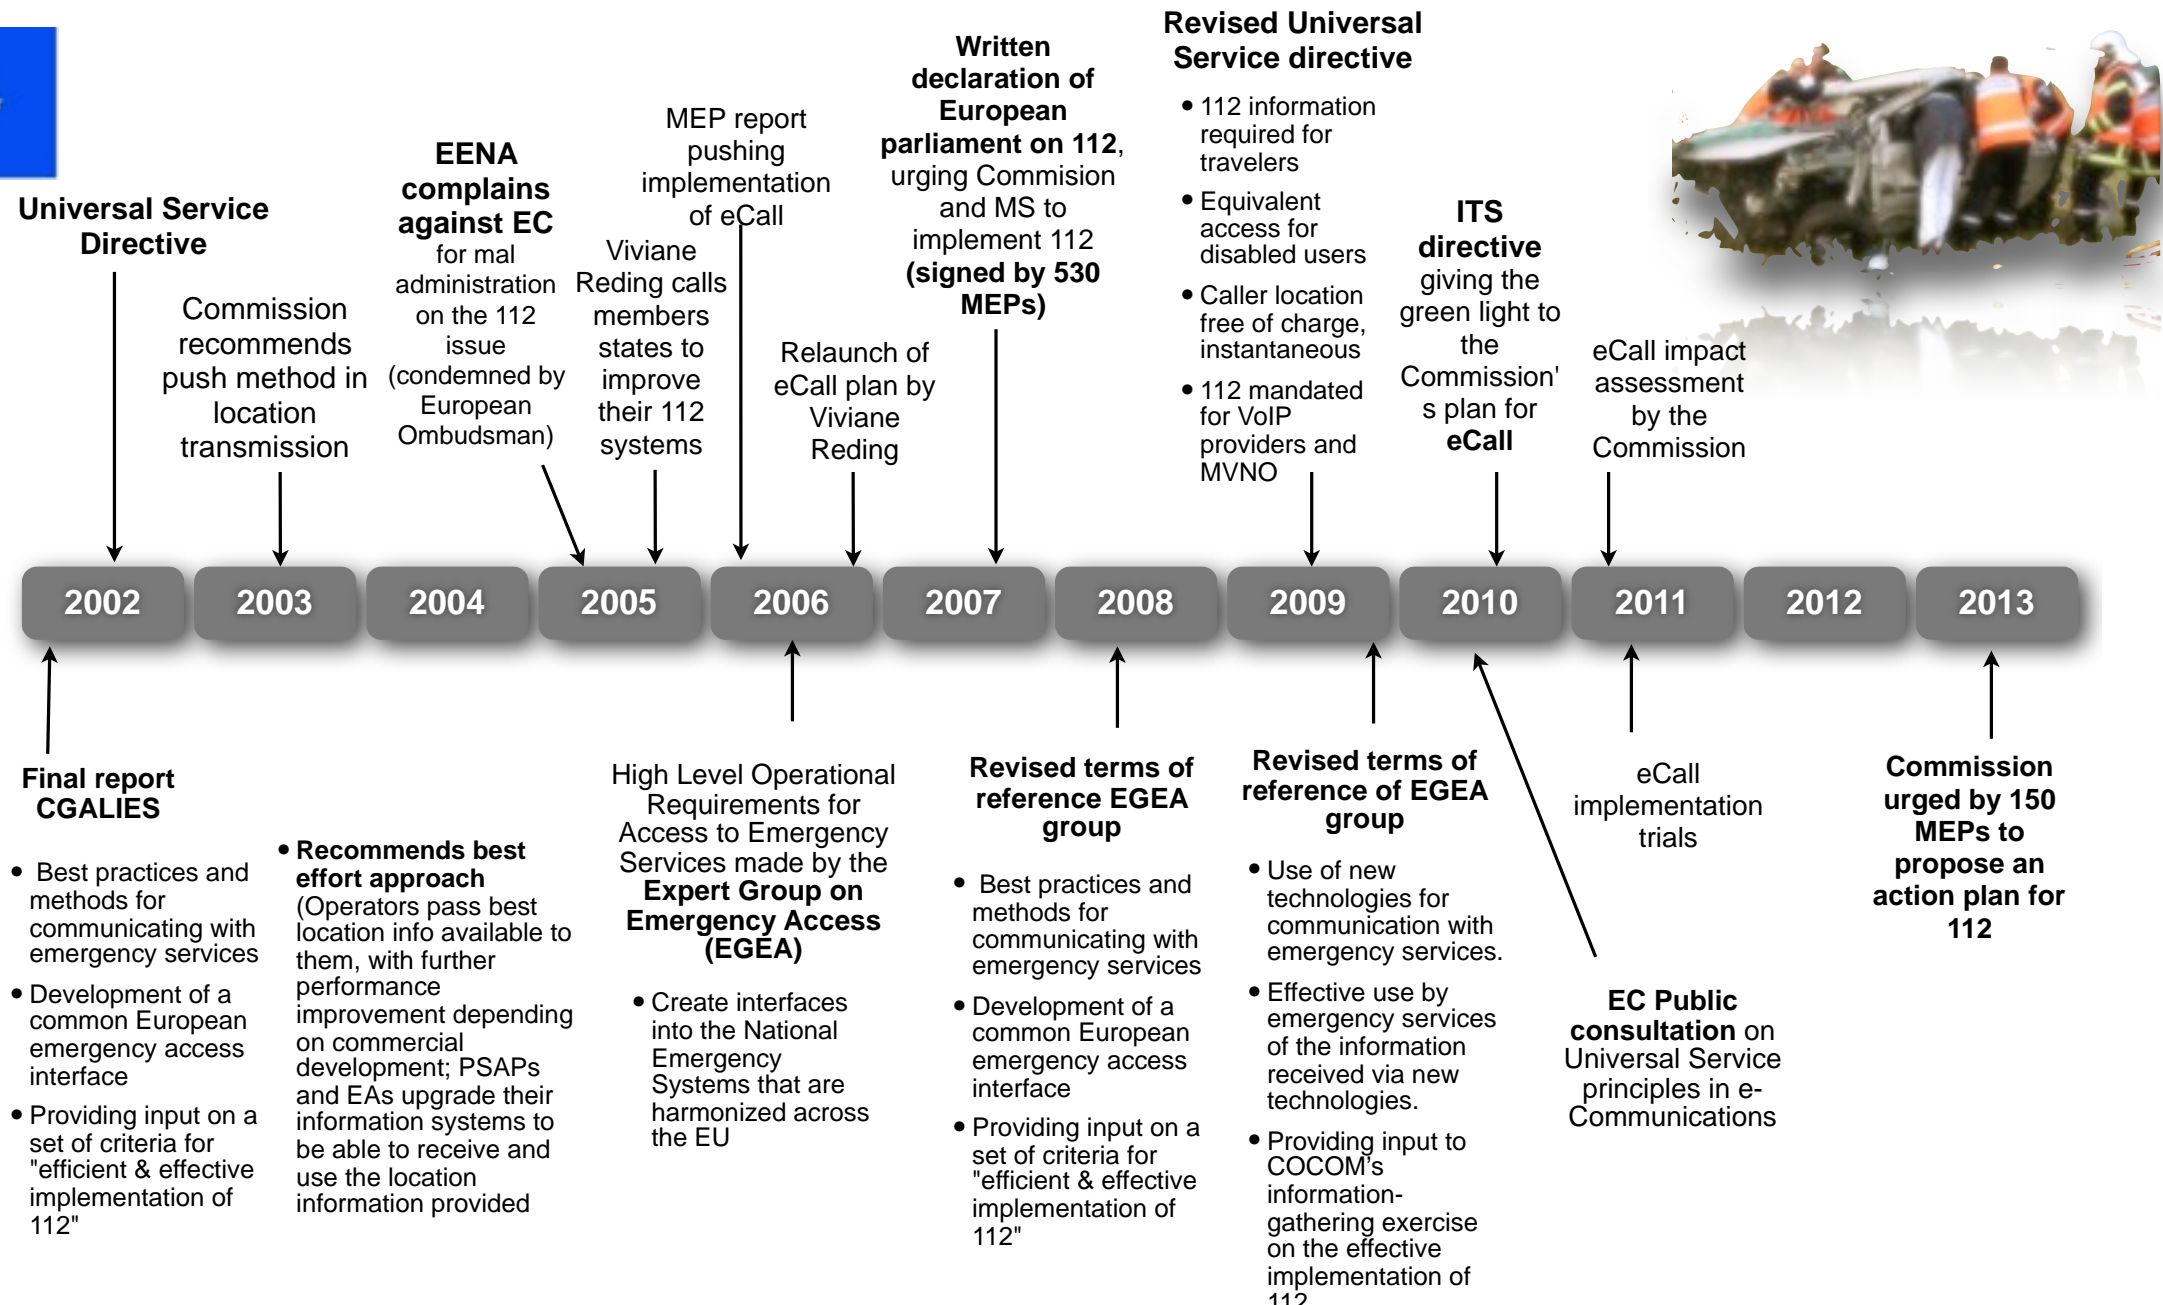 Universal Service
Directive
Commission
recommends
push method in
location
transmission
EENA
complains
against EC
for mal
administration
on the 112
issue
(condemned by
European
Ombudsman)
Viviane
Reding calls
members
states to
improve
their 112
systems
MEP report
pushing
implementation
of eCall
Relaunch of
eCall plan by
Viviane
Reding
Written
declaration of
European
parliament on 112,
urging Commision
and MS to
implement 112
(signed by 530
MEPs)
Revised Universal
Service directive
• 112 information
required for
travelers
• Equivalent
access for
disabled users
• Caller location
free of charge,
instantaneous
• 112 mandated
for VoIP
providers and
MVNO
ITS
directive
giving the
green light to
the
Commission'
s plan for
eCall
eCall impact
assessment
by the
Commission
2002
2003
2004
2005
2006
2007
2008
2009
2010
2011
2012
2013
Final report
CGALIES
• Best practices and
methods for
communicating with
emergency services
• Development of a
common European
emergency access
interface
• Providing input on a
set of criteria for
"efficient & effective
implementation of
112"
• Recommends best
effort approach
(Operators pass best
location info available to
them, with further
performance
improvement depending
on commercial
development; PSAPs
and EAs upgrade their
information systems to
be able to receive and
use the location
information provided
High Level Operational
Requirements for
Access to Emergency
Services made by the
Expert Group on
Emergency Access
(EGEA)
• Create interfaces
into the National
Emergency
Systems that are
harmonized across
the EU
Revised terms of
reference EGEA
group
• Best practices and
methods for
communicating with
emergency services
• Development of a
common European
emergency access
interface
• Providing input on a
set of criteria for
"efficient & effective
implementation of
112"
Revised terms of
reference of EGEA
group
• Use of new
technologies for
communication with
emergency services.
• Effective use by
emergency services
of the information
received via new
technologies.
• Providing input to
COCOM's
information-
gathering exercise
on the effective
implementation of
112
EC Public
consultation on
Universal Service
principles in e-
Communications
eCall
implementation
trials
Commission
urged by 150
MEPs to
propose an
action plan for
112